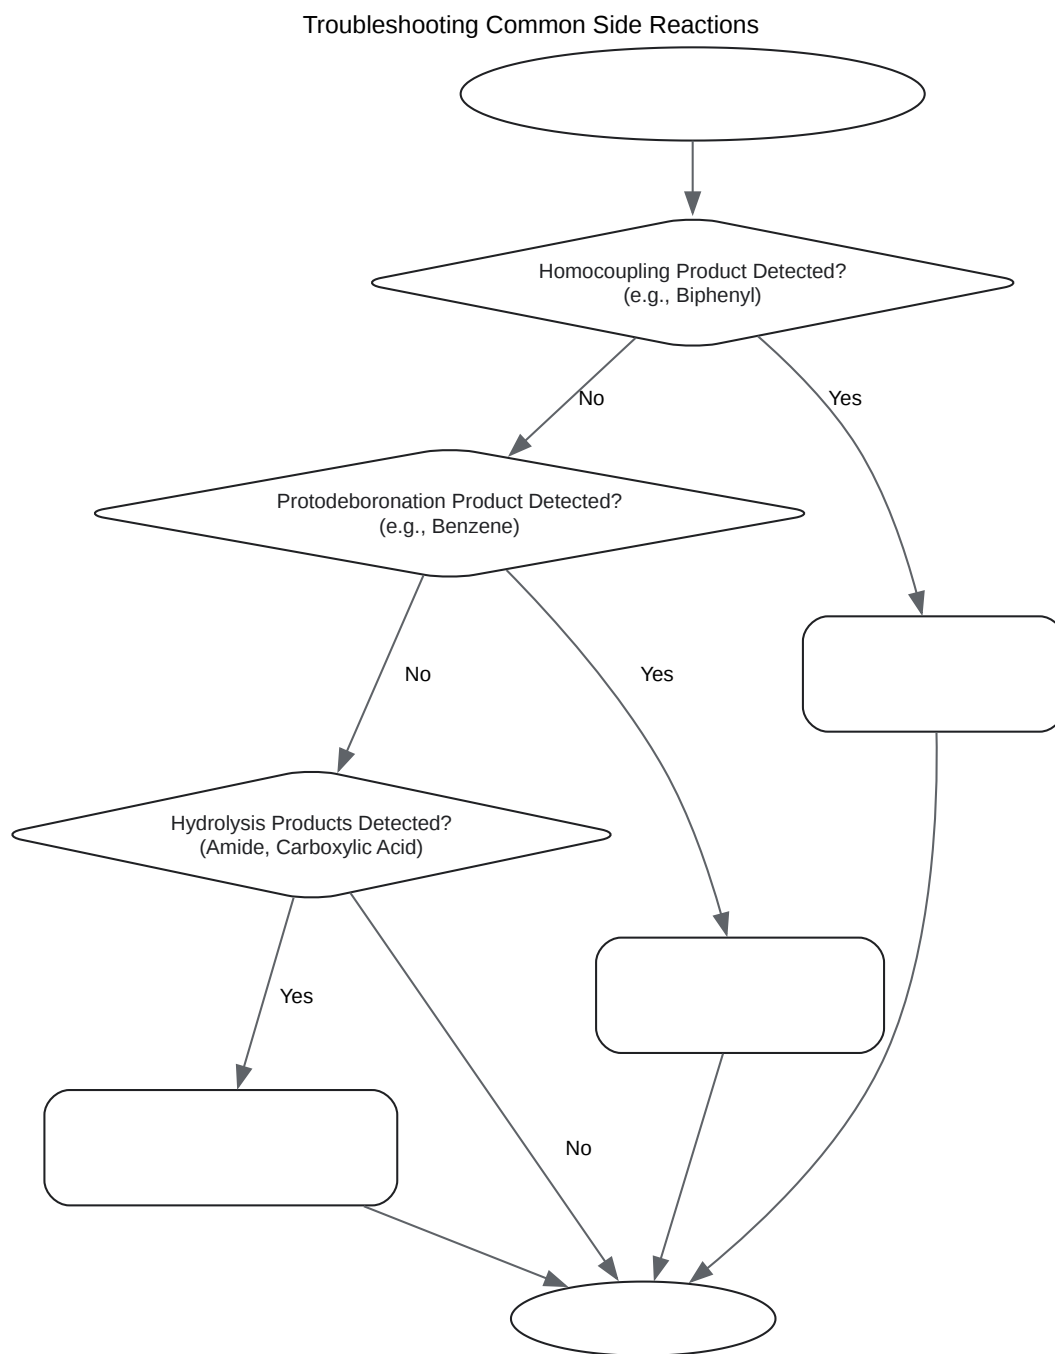 Troubleshooting Common Side Reactions
Homocoupling Product Detected?
(e.g., Biphenyl)
No
Yes
Protodeboronation Product Detected?
(e.g., Benzene)
No
Yes
Hydrolysis Products Detected?
(Amide, Carboxylic Acid)
Yes
No